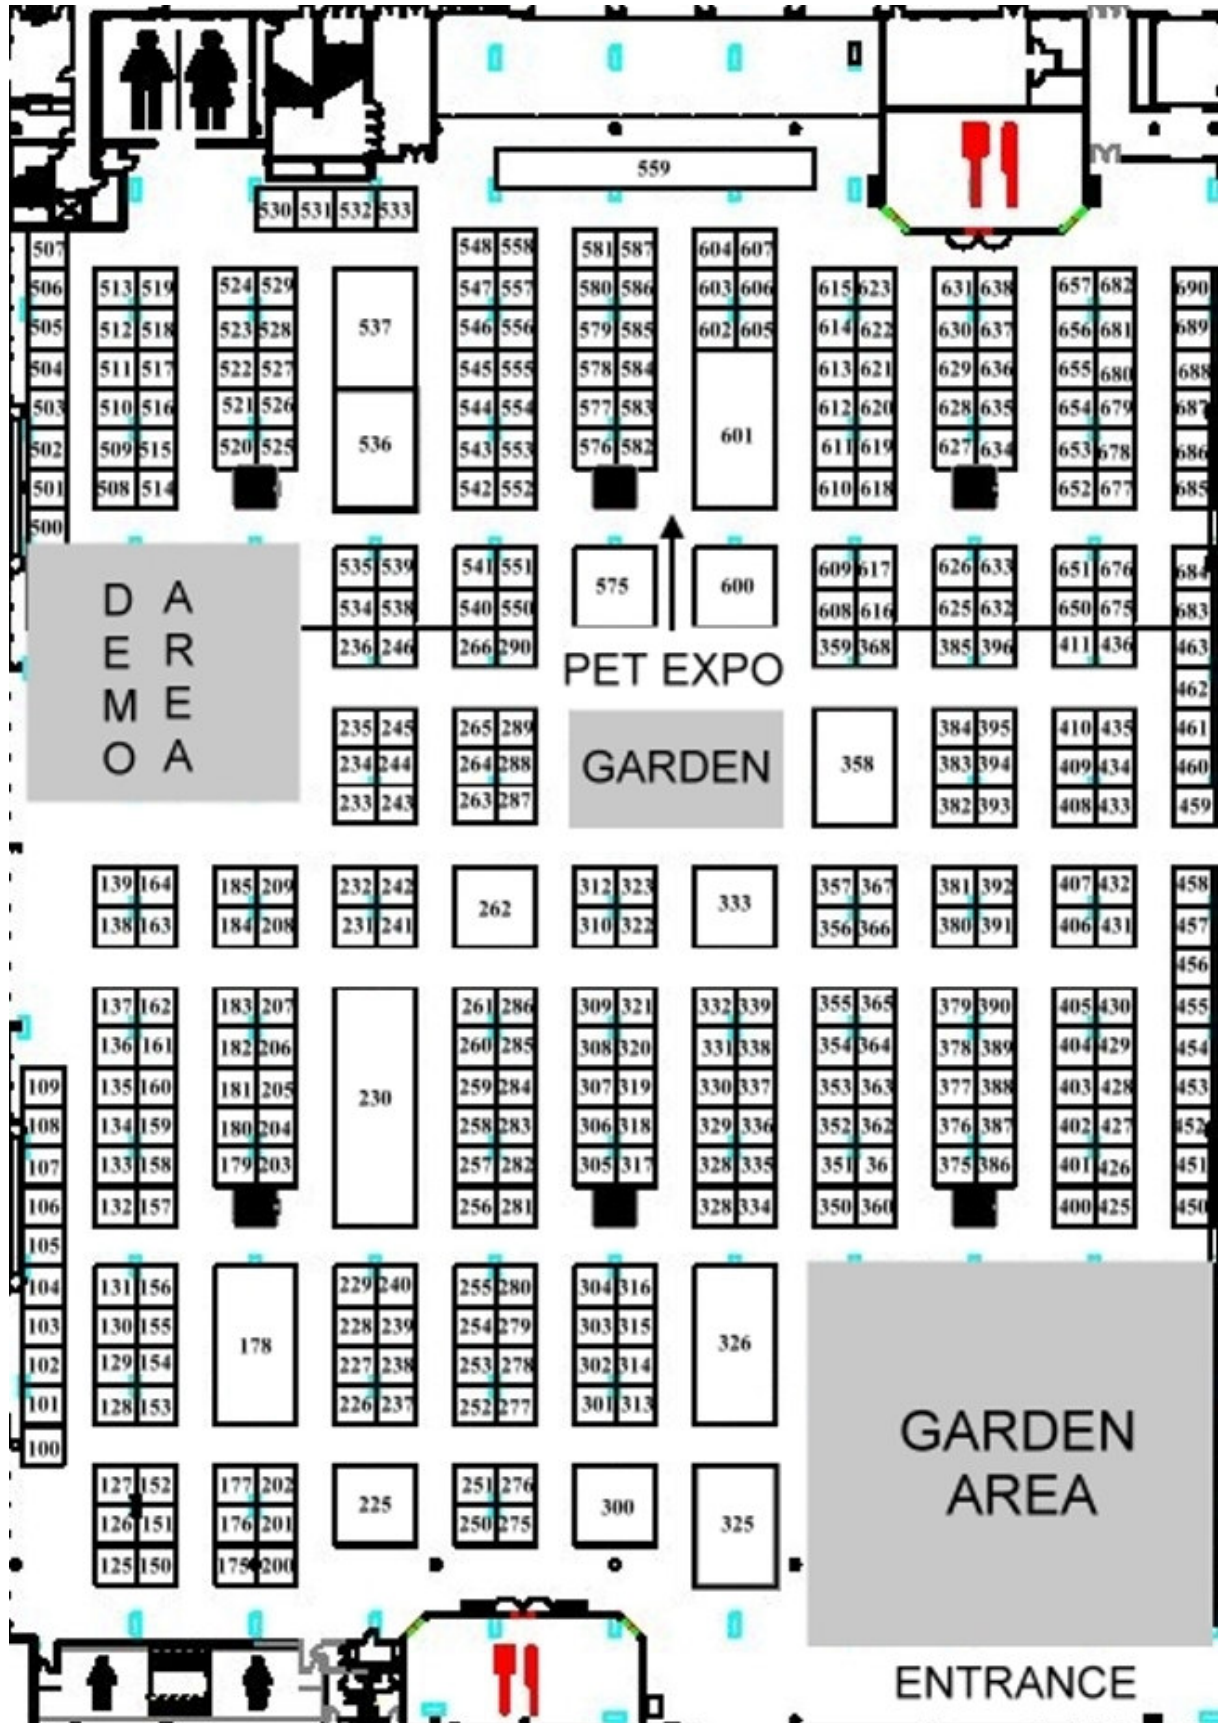 559
530 531 532 533
507 548 558 581 587 604 607
506 513 519 524 529 537 547 557 580 586 603 606 615 623 631 638 657 682 690
505 512 518 523 528 546 556 579 585 602 605 614 622 630 637 656 681 689
504 511 517 522 527 545 555 578 584 613 621 629 636 655 680 688
503 510 516 521 526 544 554 577 583 612 620 628 635 654 679 687
502 509 515 520 525 536 543 553 576 582 601 611 619 627 634 653 678 686
501 508 514 542 552 610 618 652 677 685
500
DEMO AREA
535 539 541 551 575 600 609 617 626 633 651 676 684
534 538 540 550 608 616 625 632 650 675 683
236 246 266 290 359 368 385 396 411 436 463
PET EXPO
462
235 245 265 289 384 395 410 435 461
234 244 264 288 GARDEN 358 383 394 409 434 460
233 243 263 287 382 393 408 433 459
139 164 185 209 232 242 262 312 323 333 357 367 381 392 407 432 458
138 163 184 208 231 241 310 322 356 366 380 391 406 431 457
456
137 162 183 207 261 286 309 321 332 339 355 365 379 390 405 430 455
136 161 182 206 260 285 308 320 331 338 354 364 378 389 404 429 454
109 135 160 181 205 230 259 284 307 319 330 337 353 363 377 388 403 428 453
108 134 159 180 204 258 283 306 318 329 336 352 362 376 387 402 427 452
107 133 158 179 203 257 282 305 317 328 335 351 361 375 386 401 426 451
106 132 157 256 281 328 334 350 360 400 425 450
105
104 131 156 229 240 255 280 304 316
103 130 155 178 228 239 254 279 303 315 326
102 129 154 227 238 253 278 302 314
101 128 153 226 237 252 277 301 313
100
GARDEN
AREA
127 152 177 202 225 251 276 300 325
126 151 176 201 250 275
125 150 175 200
ENTRANCE